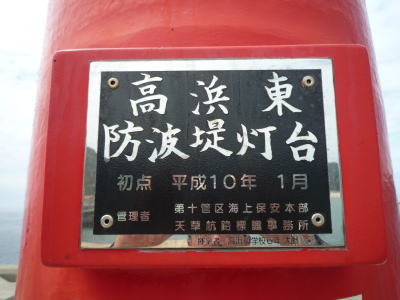 高浜東
防波堤灯台
初点 平成10年 1月
管理者
第十管区海上保安本部
天草航路標識事務所